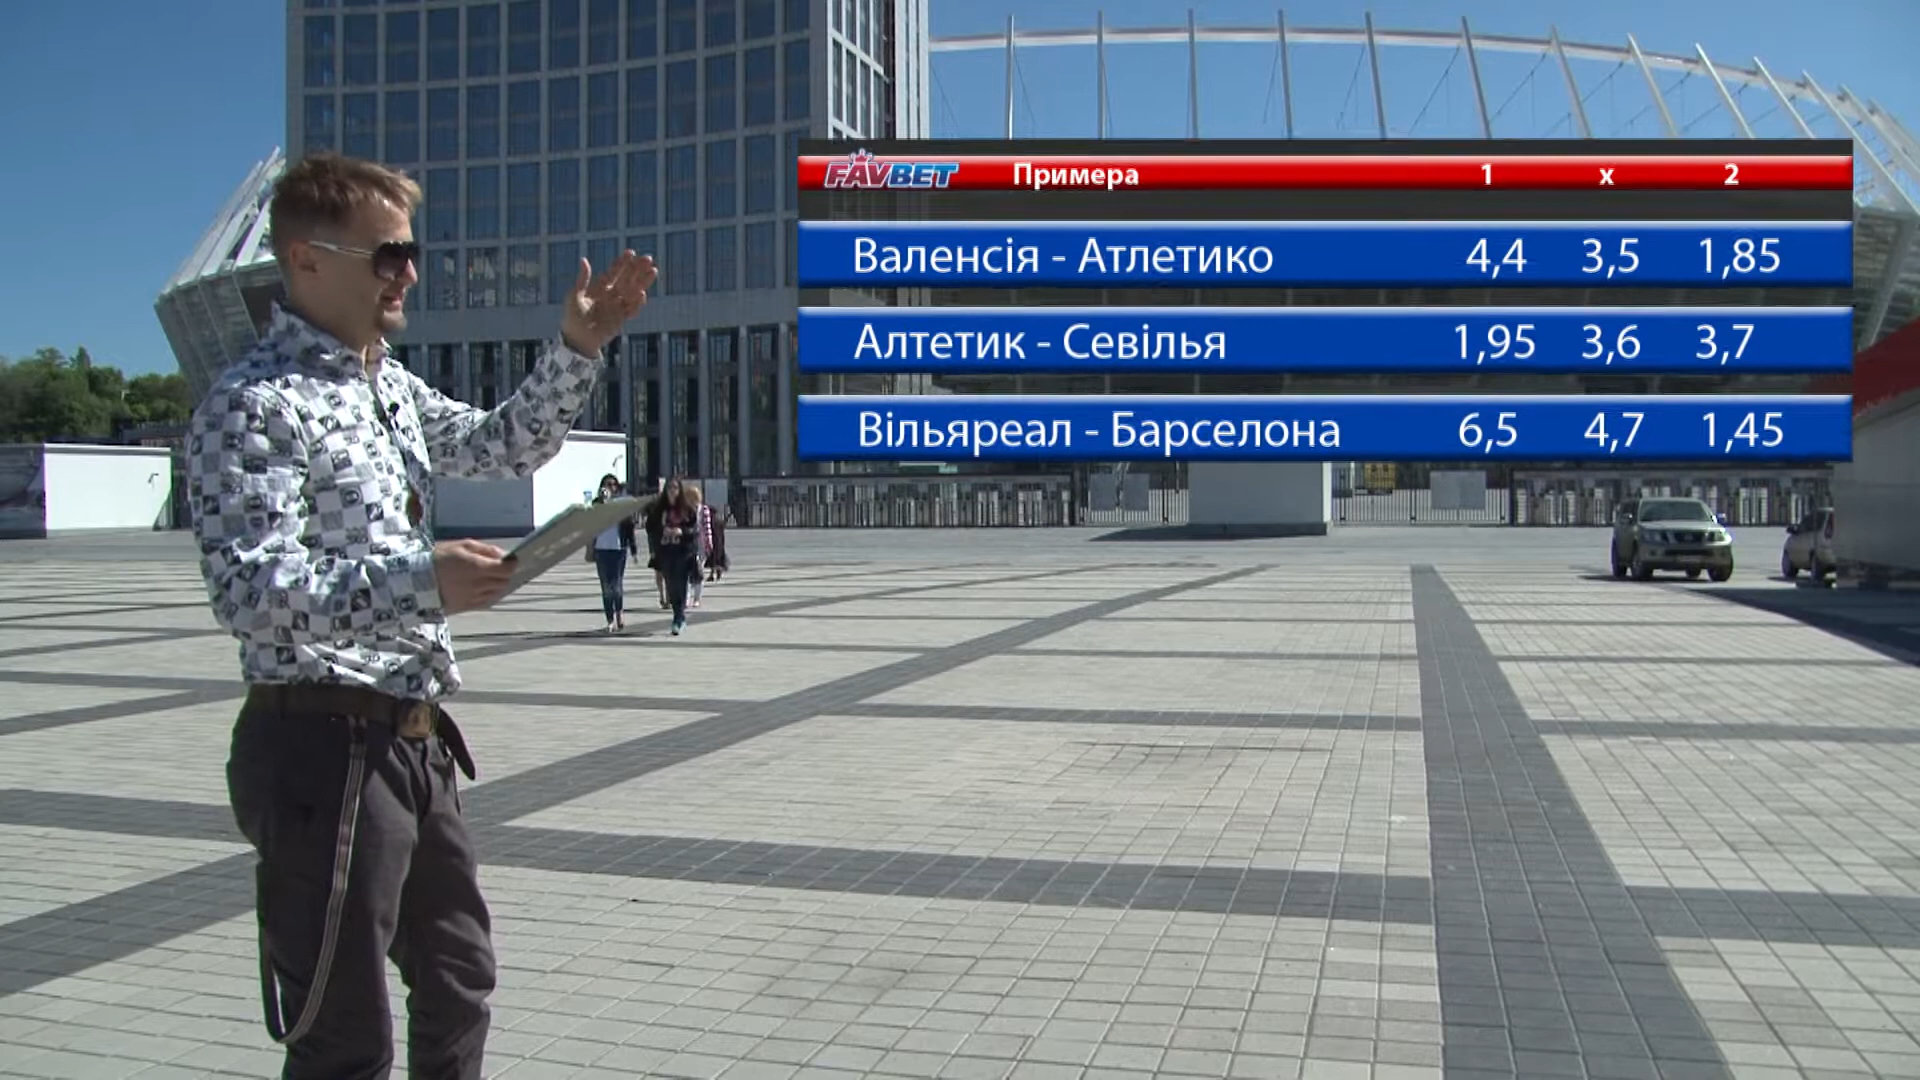 FAVBET Примера 1 x 2
Валенсія - Атлетико 4,4 3,5 1,85
Алтетик - Севілья 1,95 3,6 3,7
Вільяреал - Барселона 6,5 4,7 1,45